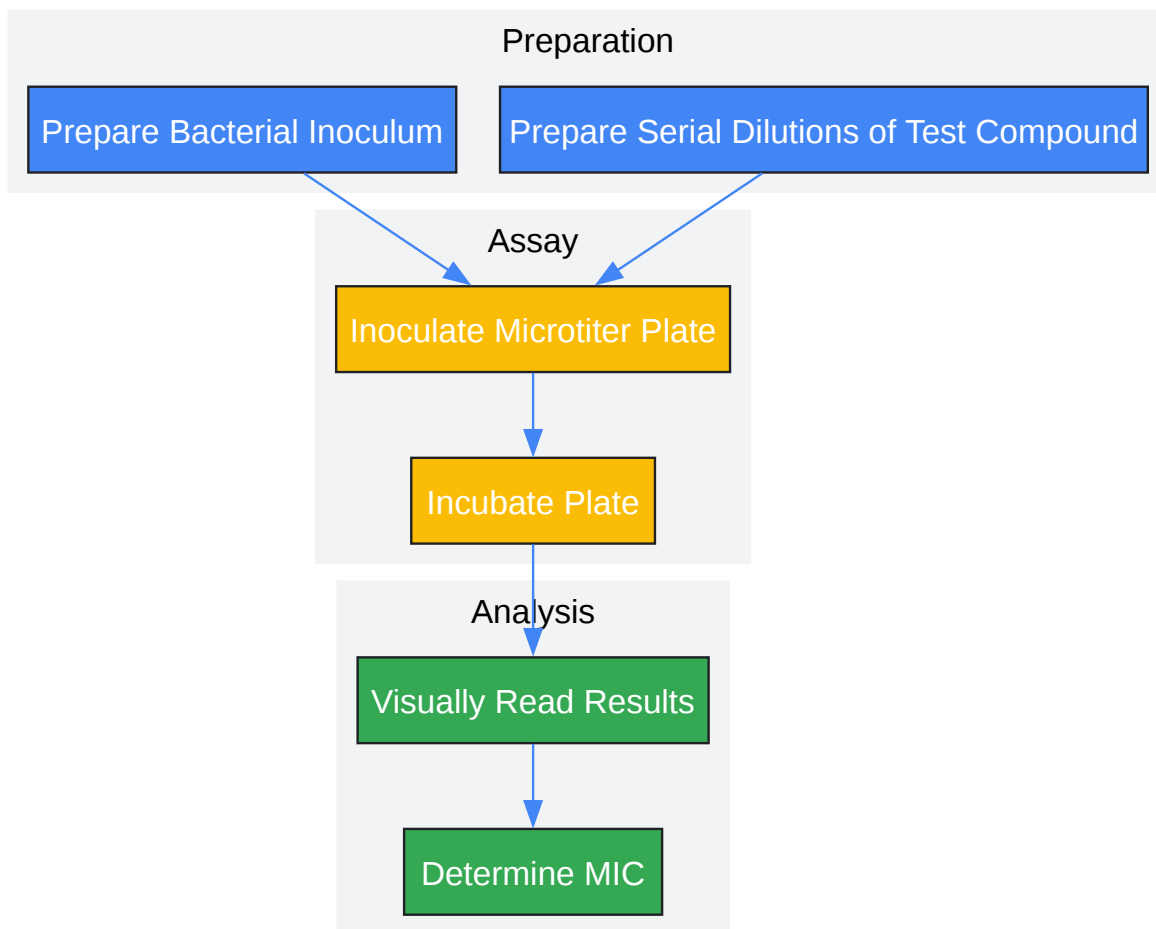 Preparation
Prepare Bacterial Inoculum
Prepare Serial Dilutions of Test Compound
Assay
Inoculate Microtiter Plate
Incubate Plate
Analysis
Visually Read Results
Determine MIC